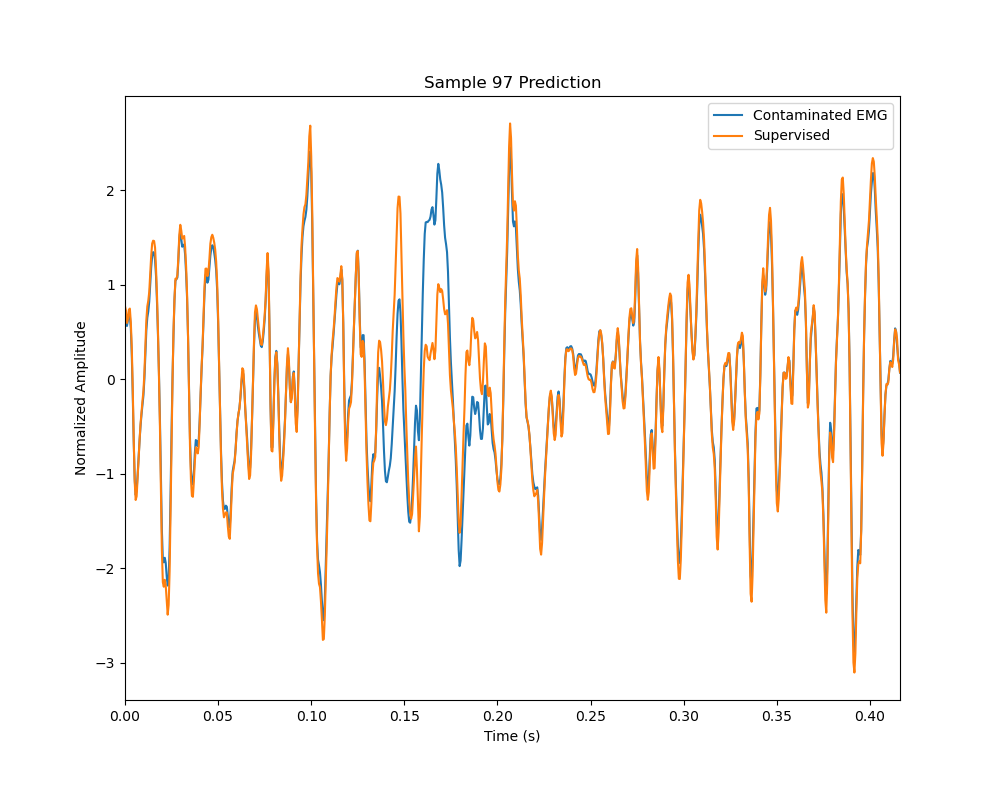 Sample 97 Prediction
Contaminated EMG
Supervised
Normalized Amplitude
2
1
0
−1
−2
−3
0.00 0.05 0.10 0.15 0.20 0.25 0.30 0.35 0.40
Time (s)